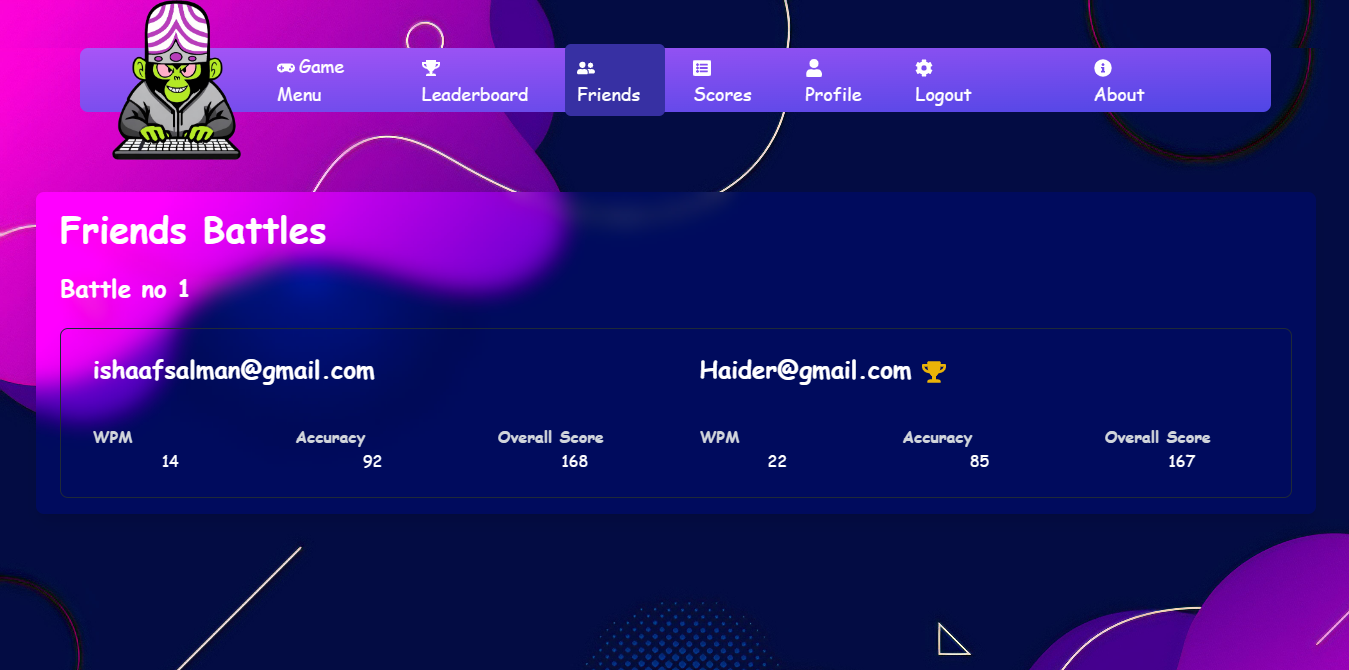 Game
Menu
Leaderboard
Friends
Scores
Profile
Logout
About
Friends Battles
Battle no 1
ishaafsalman@gmail.com
Haider@gmail.com
WPM Accuracy Overall Score WPM Accuracy Overall Score
14 92 168 22 85 167